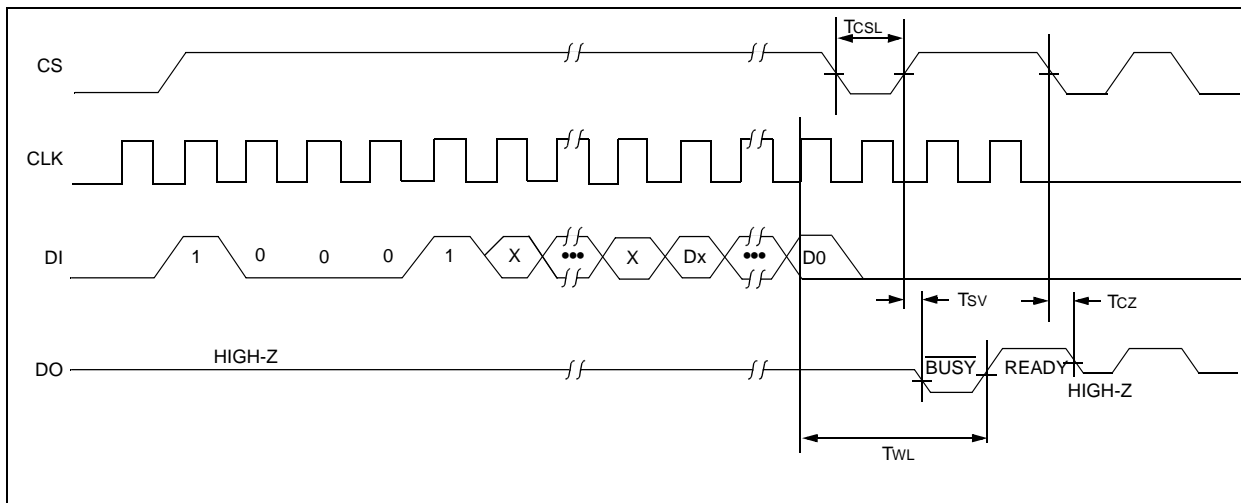 TCSL
CS
CLK
DI
1 0 0 0 1 X ••• X Dx ••• D0
TSV
TCZ
HIGH-Z
DO
BUSY
READY
HIGH-Z
TWL